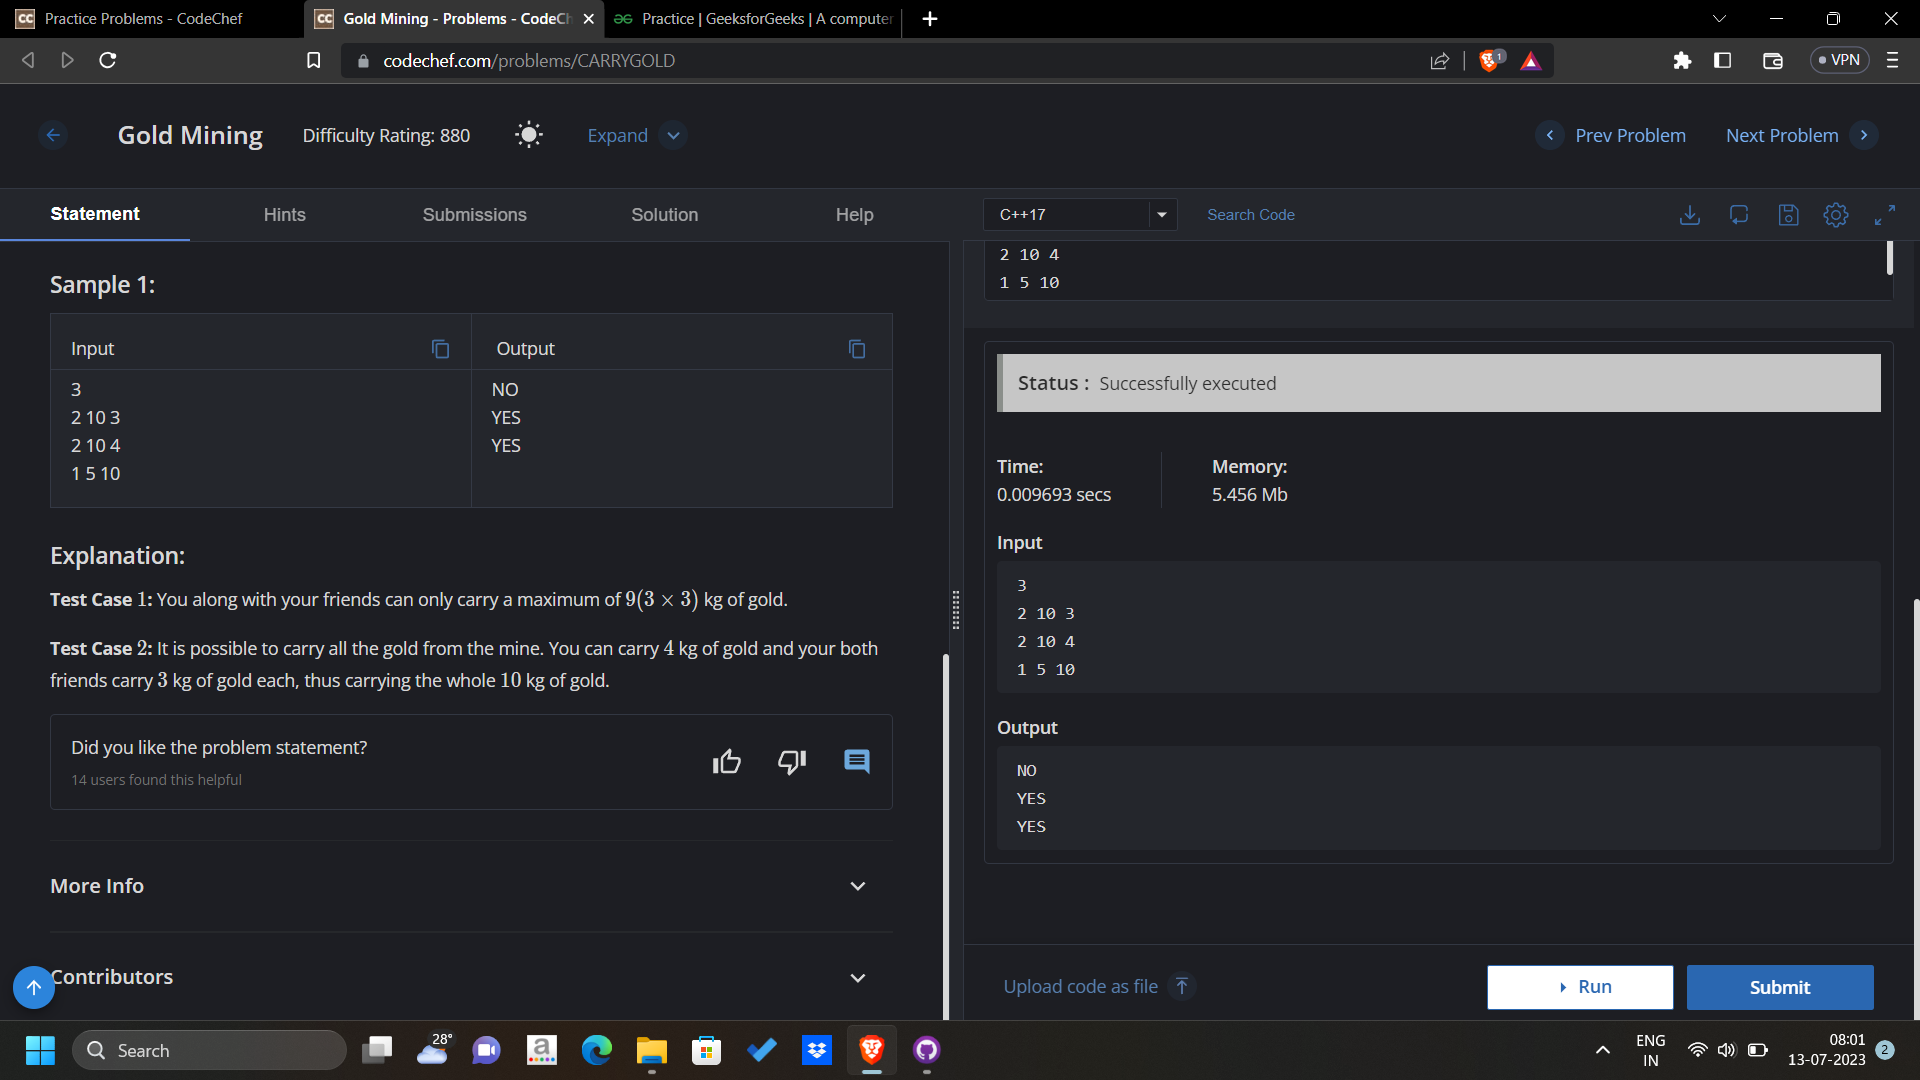 Practice Problems - CodeChef
Gold Mining - Problems - CodeCh
Practice | GeeksforGeeks | A computer
codechef.com/problems/CARRYGOLD
1
VPN
Gold Mining
Difficulty Rating: 880
Expand
Prev Problem
Next Problem
Statement
Hints
Submissions
Solution
Help
C++17
Search Code
2 10 4
1 5 10
Sample 1:
Input
Output
3
2 10 3
2 10 4
1 5 10
NO
YES
YES
Explanation:
Test Case 1: You along with your friends can only carry a maximum of 9(3 × 3) kg of gold.
Test Case 2: It is possible to carry all the gold from the mine. You can carry 4 kg of gold and your both
friends carry 3 kg of gold each, thus carrying the whole 10 kg of gold.
Did you like the problem statement?
14 users found this helpful
More Info
Contributors
Status : Successfully executed
Time:
0.009693 secs
Memory:
5.456 Mb
Input
3
2 10 3
2 10 4
1 5 10
Output
NO
YES
YES
Upload code as file
Run
Submit
Search
28°
ENG
IN
08:01
13-07-2023
2